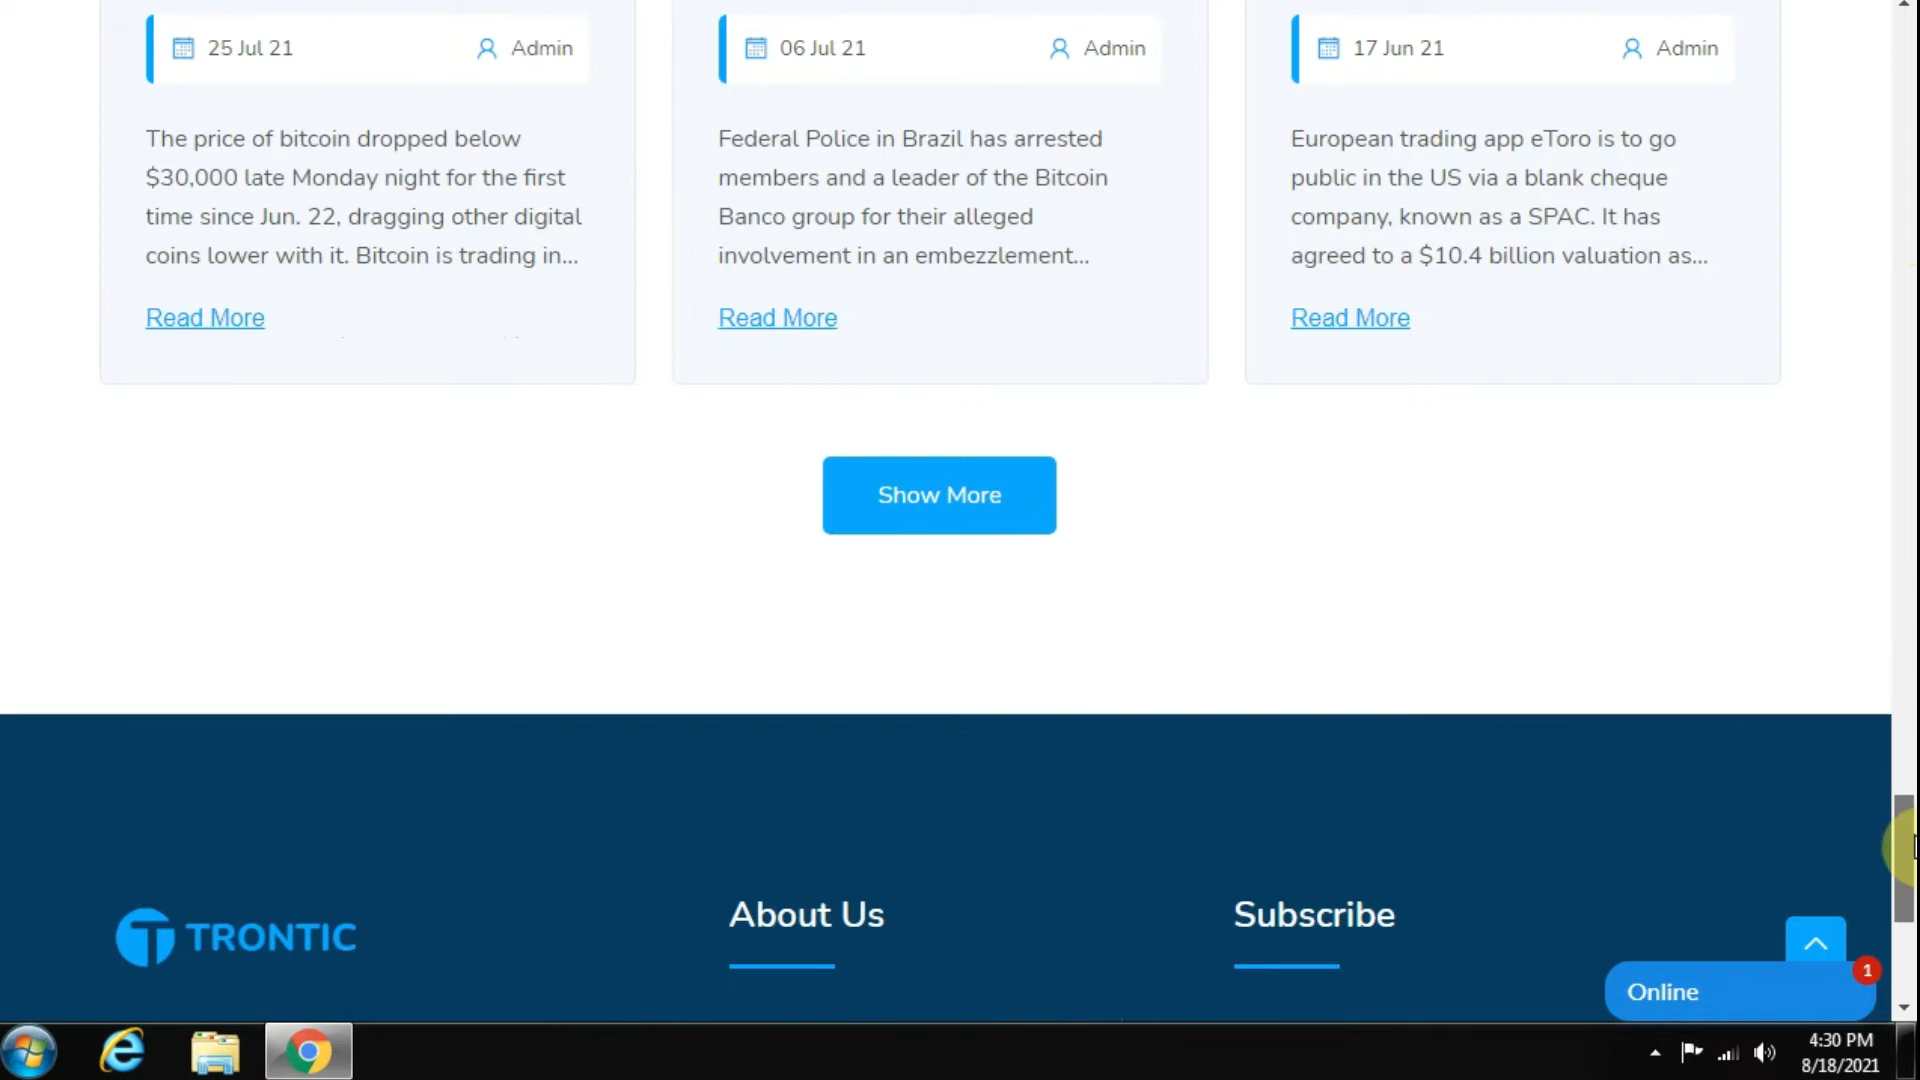 25 Jul 21 Admin
The price of bitcoin dropped below
$30,000 late Monday night for the first
time since Jun. 22, dragging other digital
coins lower with it. Bitcoin is trading in...
Read More
06 Jul 21 Admin
Federal Police in Brazil has arrested
members and a leader of the Bitcoin
Banco group for their alleged
involvement in an embezzlement...
Read More
17 Jun 21 Admin
European trading app eToro is to go
public in the US via a blank cheque
company, known as a SPAC. It has
agreed to a $10.4 billion valuation as...
Read More
Show More
TRONTIC
About Us
Subscribe
1
Online
4:30 PM
8/18/2021